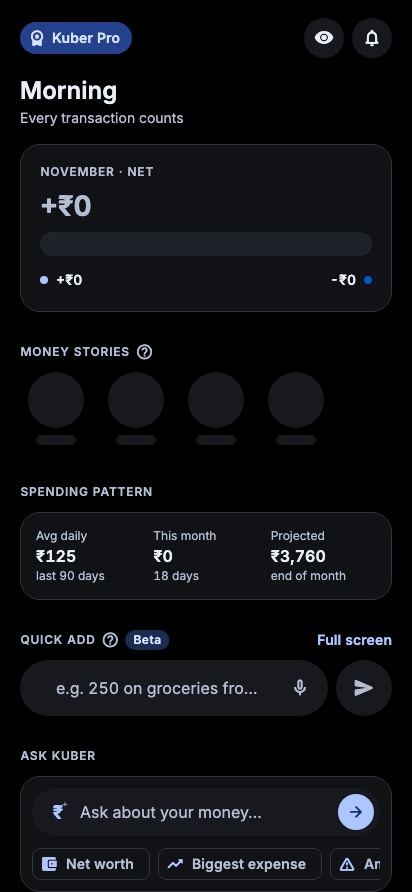 Kuber Pro
Morning
Every transaction counts
NOVEMBER · NET
+₹0
+₹0
-₹0
MONEY STORIES
SPENDING PATTERN
Avg daily This month Projected
₹125 ₹0 ₹3,760
last 90 days 18 days end of month
QUICK ADD Beta Full screen
e.g. 250 on groceries fro...
ASK KUBER
₹ Ask about your money...
Net worth Biggest expense